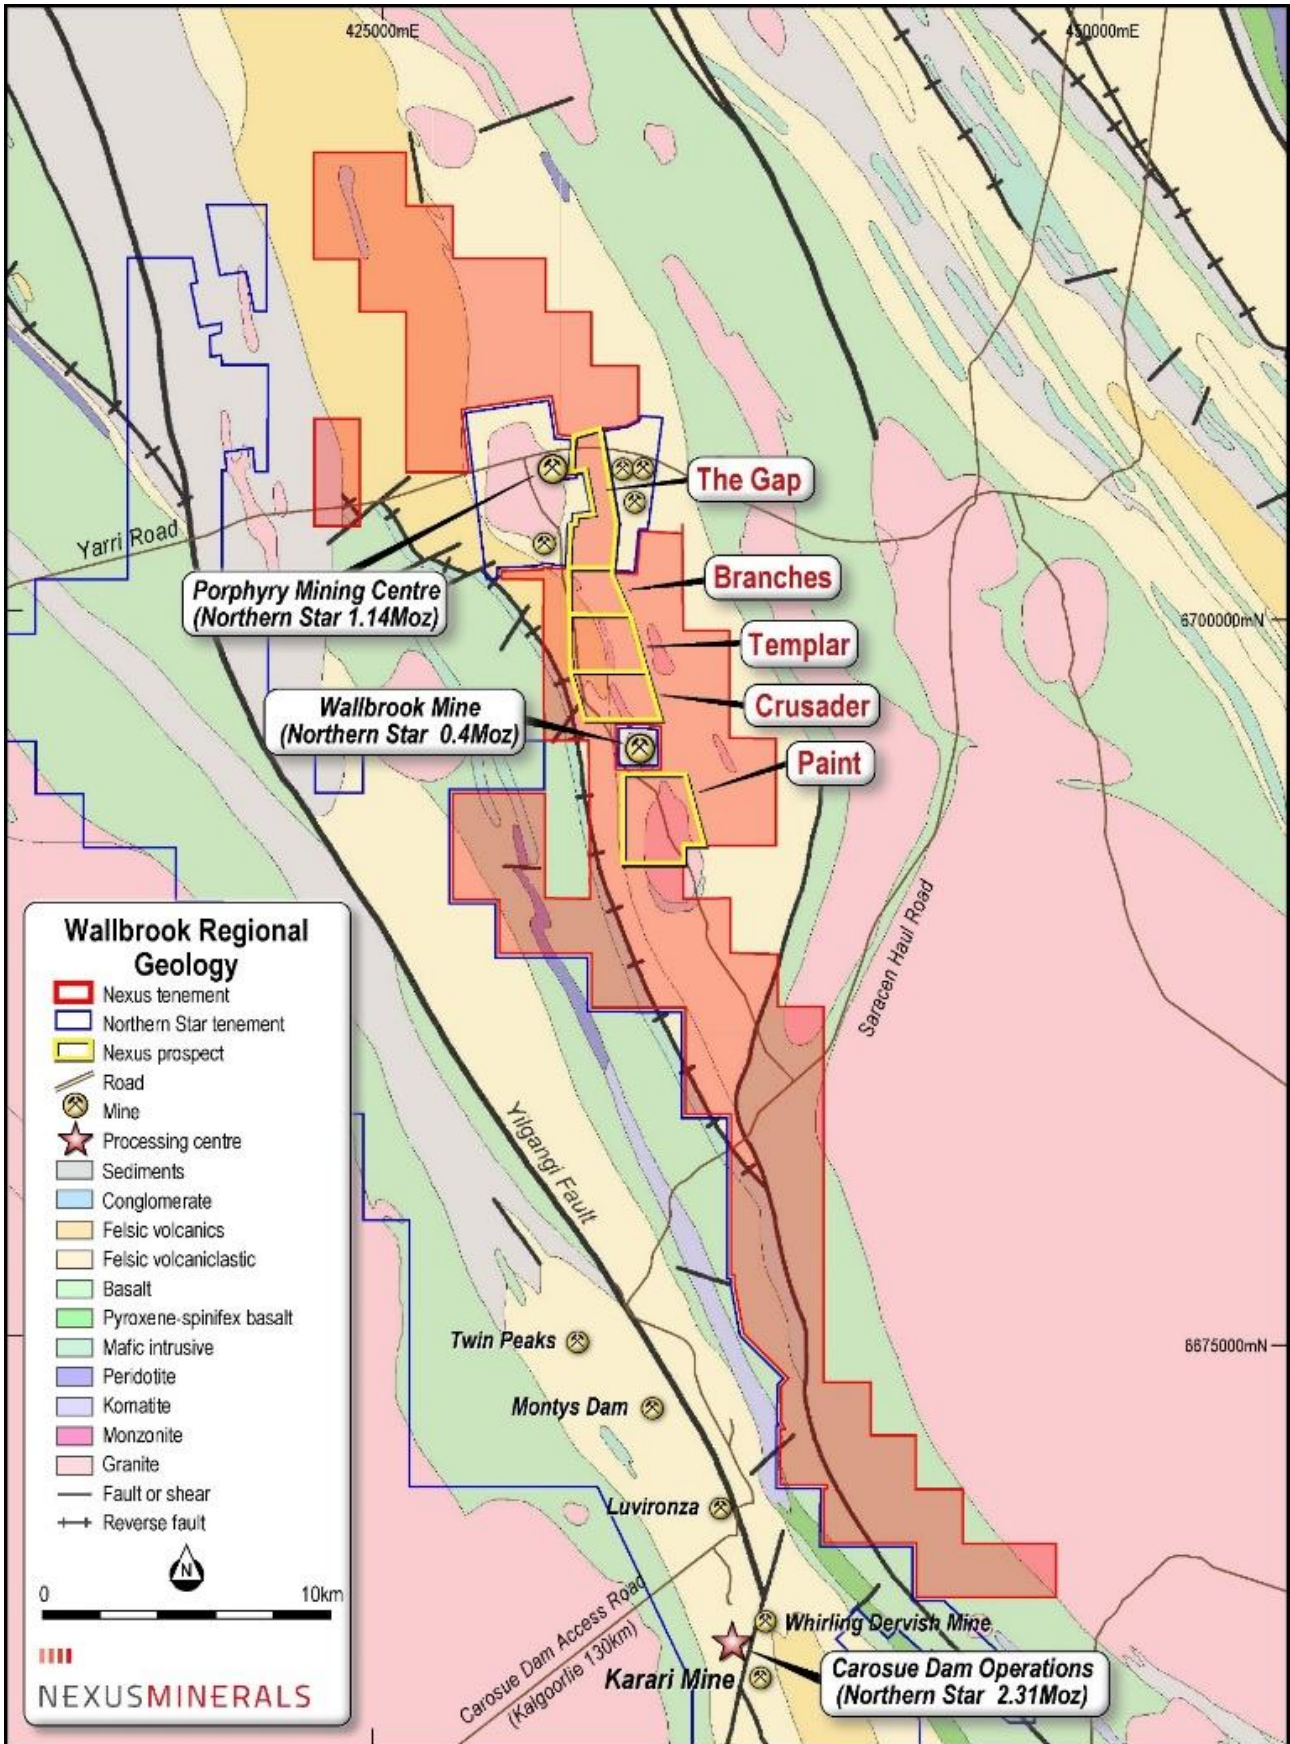 425000mE
450000mE
The Gap
Yarri Road
Branches
Porphyry Mining Centre
(Northern Star 1.14Moz)
6700000mN
Templar
Wallbrook Mine
(Northern Star 0.4Moz)
Crusader
Paint
Saracen Haul Road
Wallbrook Regional
Geology
Nexus tenement
Northern Star tenement
Nexus prospect
Road
Mine
Processing centre
Sediments
Conglomerate
Felsic volcanics
Felsic volcaniclastic
Basalt
Pyroxene-spinifex basalt
Mafic intrusive
Peridotite
Komatite
Monzonite
Granite
Fault or shear
Reverse fault
N
0
10km
NEXUSMINERALS
Yilgangi Fault
Twin Peaks
6675000mN
Montys Dam
Luvironza
Carosue Dam Access Road
(Kalgoorlie 130km)
Whirling Dervish Mine
Karari Mine
Carosue Dam Operations
(Northern Star 2.31Moz)